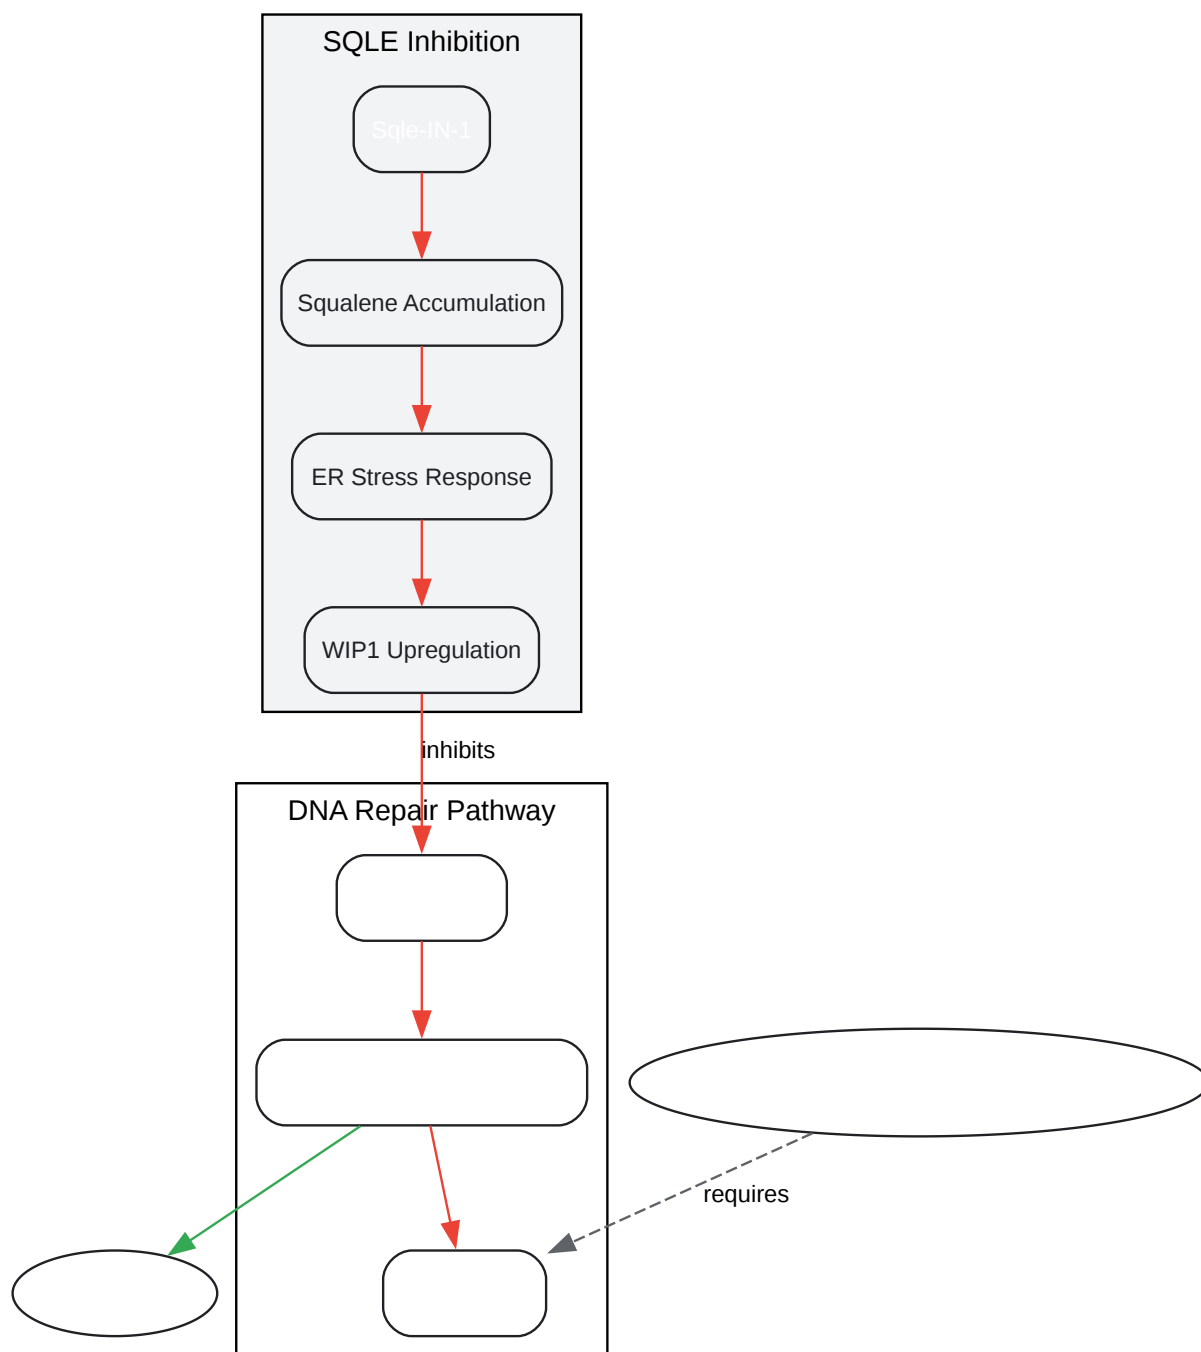 SQLE Inhibition
Sqle-IN-1
Squalene Accumulation
ER Stress Response
WIP1 Upregulation
inhibits
DNA Repair Pathway
requires